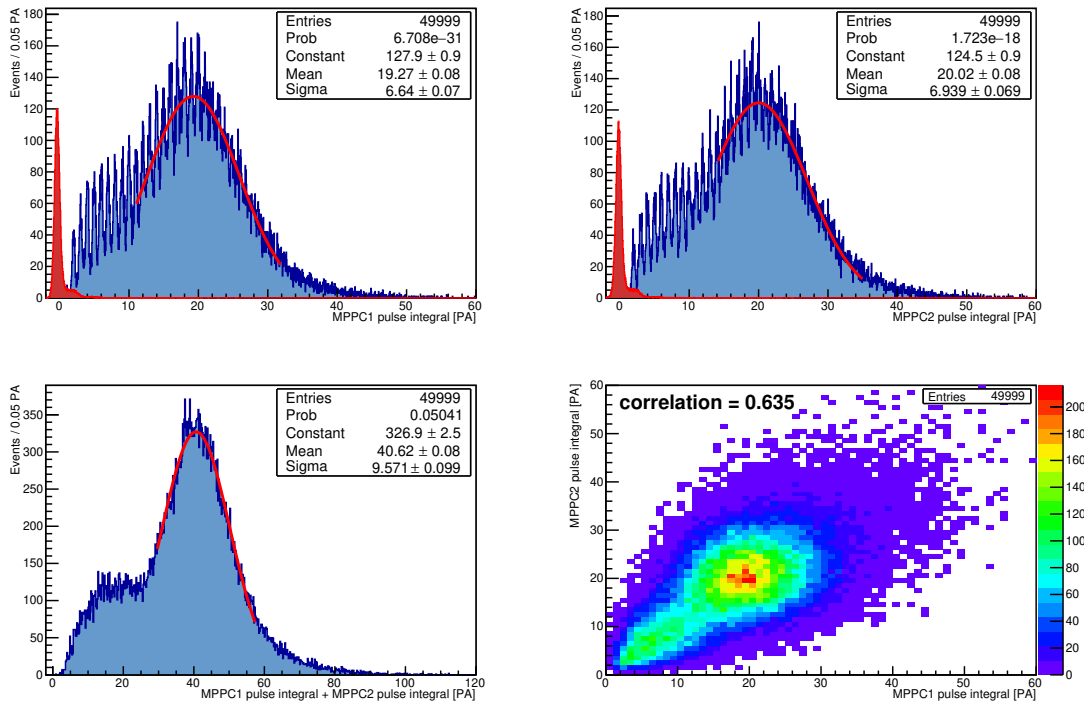 Events / 0.05 PA
180
160
140
120
100
80
60
40
20
0
Entries 49999
Prob 6.708e−31
Constant 127.9 ± 0.9
Mean 19.27 ± 0.08
Sigma 6.64 ± 0.07
0 10 20 30 40 50 60
MPPC1 pulse integral [PA]
Events / 0.05 PA
180
160
140
120
100
80
60
40
20
0
Entries 49999
Prob 1.723e−18
Constant 124.5 ± 0.9
Mean 20.02 ± 0.08
Sigma 6.939 ± 0.069
0 10 20 30 40 50 60
MPPC2 pulse integral [PA]
Events / 0.05 PA
350
300
250
200
150
100
50
0
Entries 49999
Prob 0.05041
Constant 326.9 ± 2.5
Mean 40.62 ± 0.08
Sigma 9.571 ± 0.099
0 20 40 60 80 100 120
MPPC1 pulse integral + MPPC2 pulse integral [PA]
MPPC2 pulse integral [PA]
60
50
40
30
20
10
0
correlation = 0.635
Entries 49999
0 10 20 30 40 50 60
MPPC1 pulse integral [PA]
200
180
160
140
120
100
80
60
40
20
0